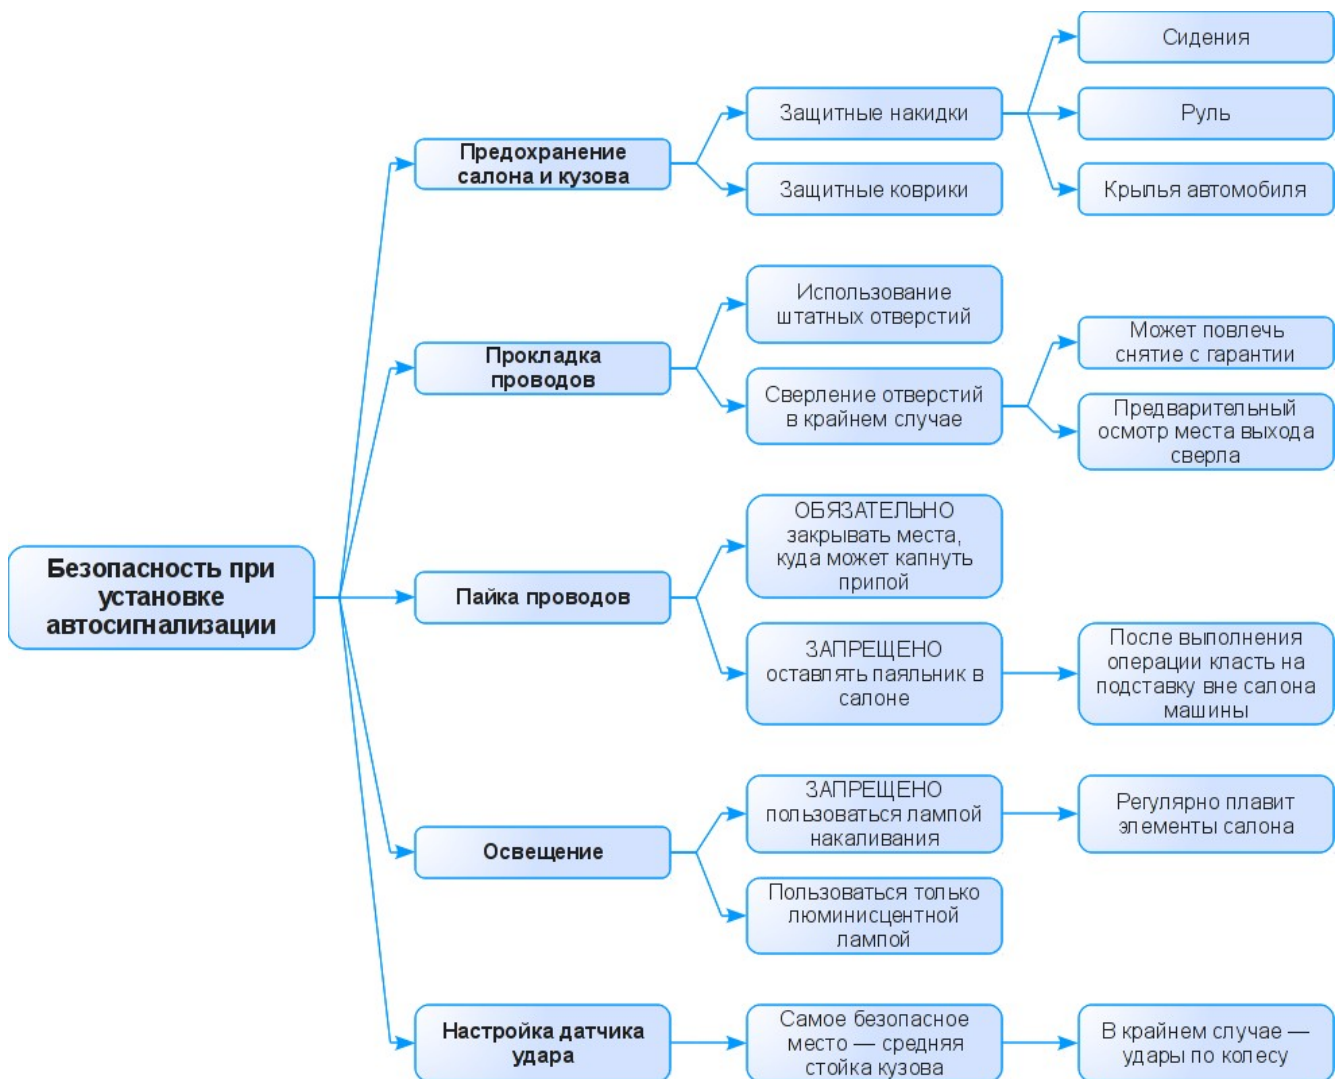 Безопасность при
установке
автосигнализации
Предохранение
салона и кузова
Защитные накидки
Сидения
Руль
Крылья автомобиля
Защитные коврики
Прокладка
проводов
Использование
штатных отверстий
Сверление отверстий
в крайнем случае
Может повлечь
снятие с гарантии
Предварительный
осмотр места выхода
сверла
Пайка проводов
ОБЯЗАТЕЛЬНО
закрывать места,
куда может капнуть
припой
ЗАПРЕЩЕНО
оставлять паяльник в
салоне
После выполнения
операции класть на
подставку вне салона
машины
Освещение
ЗАПРЕЩЕНО
пользоваться лампой
накаливания
Регулярно плавит
элементы салона
Пользоваться только
люминисцентной
лампой
Настройка датчика
удара
Самое безопасное
место — средняя
стойка кузова
В крайнем случае —
удары по колесу